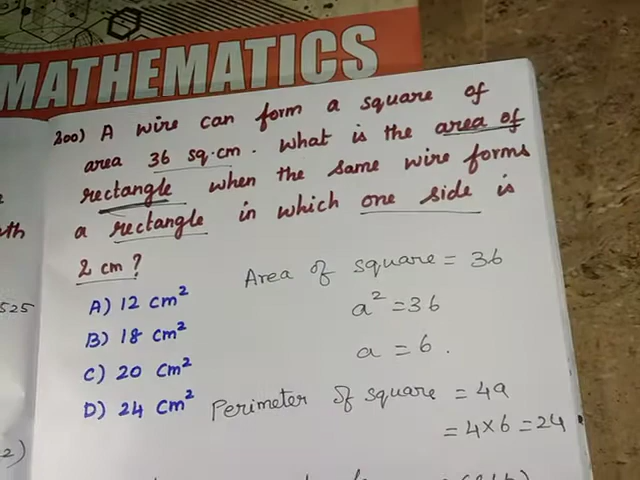 MATHEMATICS
200) A wire can form a square of
area 36 sq.cm. What is the area of
rectangle when the same wire forms
a rectangle in which one side is
2 cm?
A) 12 cm²
B) 18 cm²
C) 20 cm²
D) 24 cm²
Area of square = 36
a² = 36
a = 6.
Perimeter of square = 4a
= 4×6 = 24
525
2)